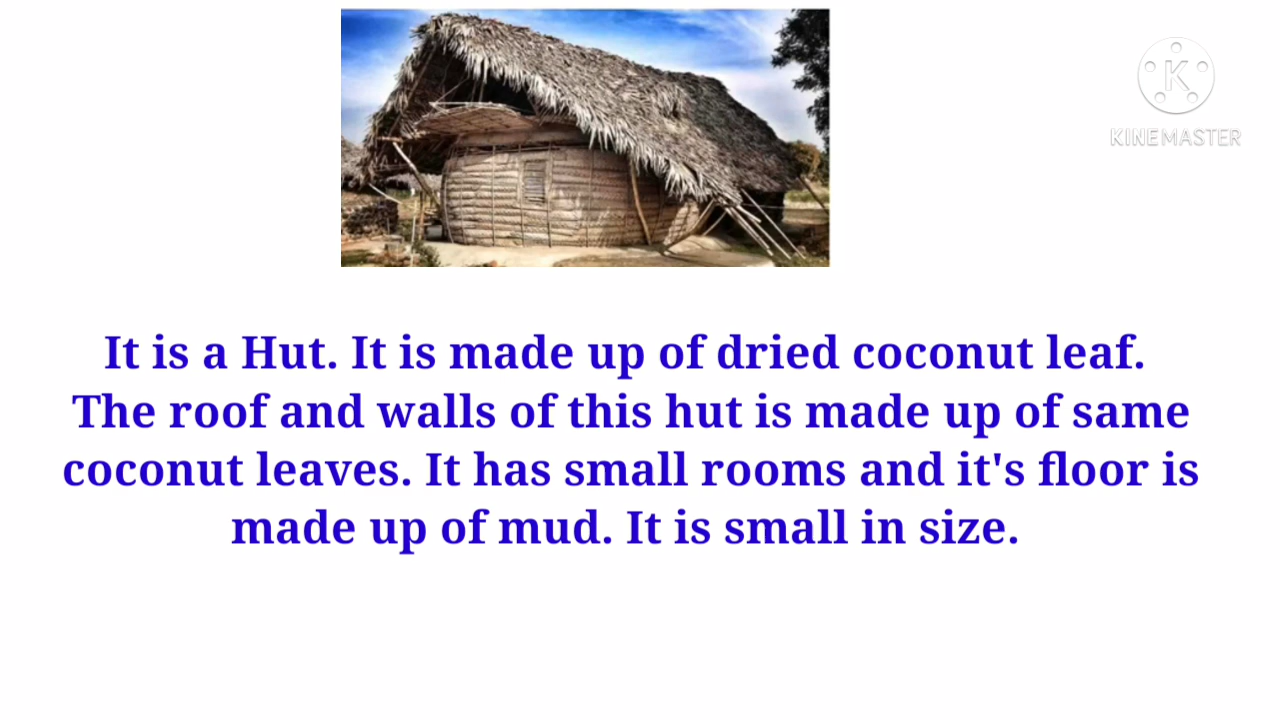 K
KINEMASTER
It is a Hut. It is made up of dried coconut leaf.
The roof and walls of this hut is made up of same
coconut leaves. It has small rooms and it's floor is
made up of mud. It is small in size.